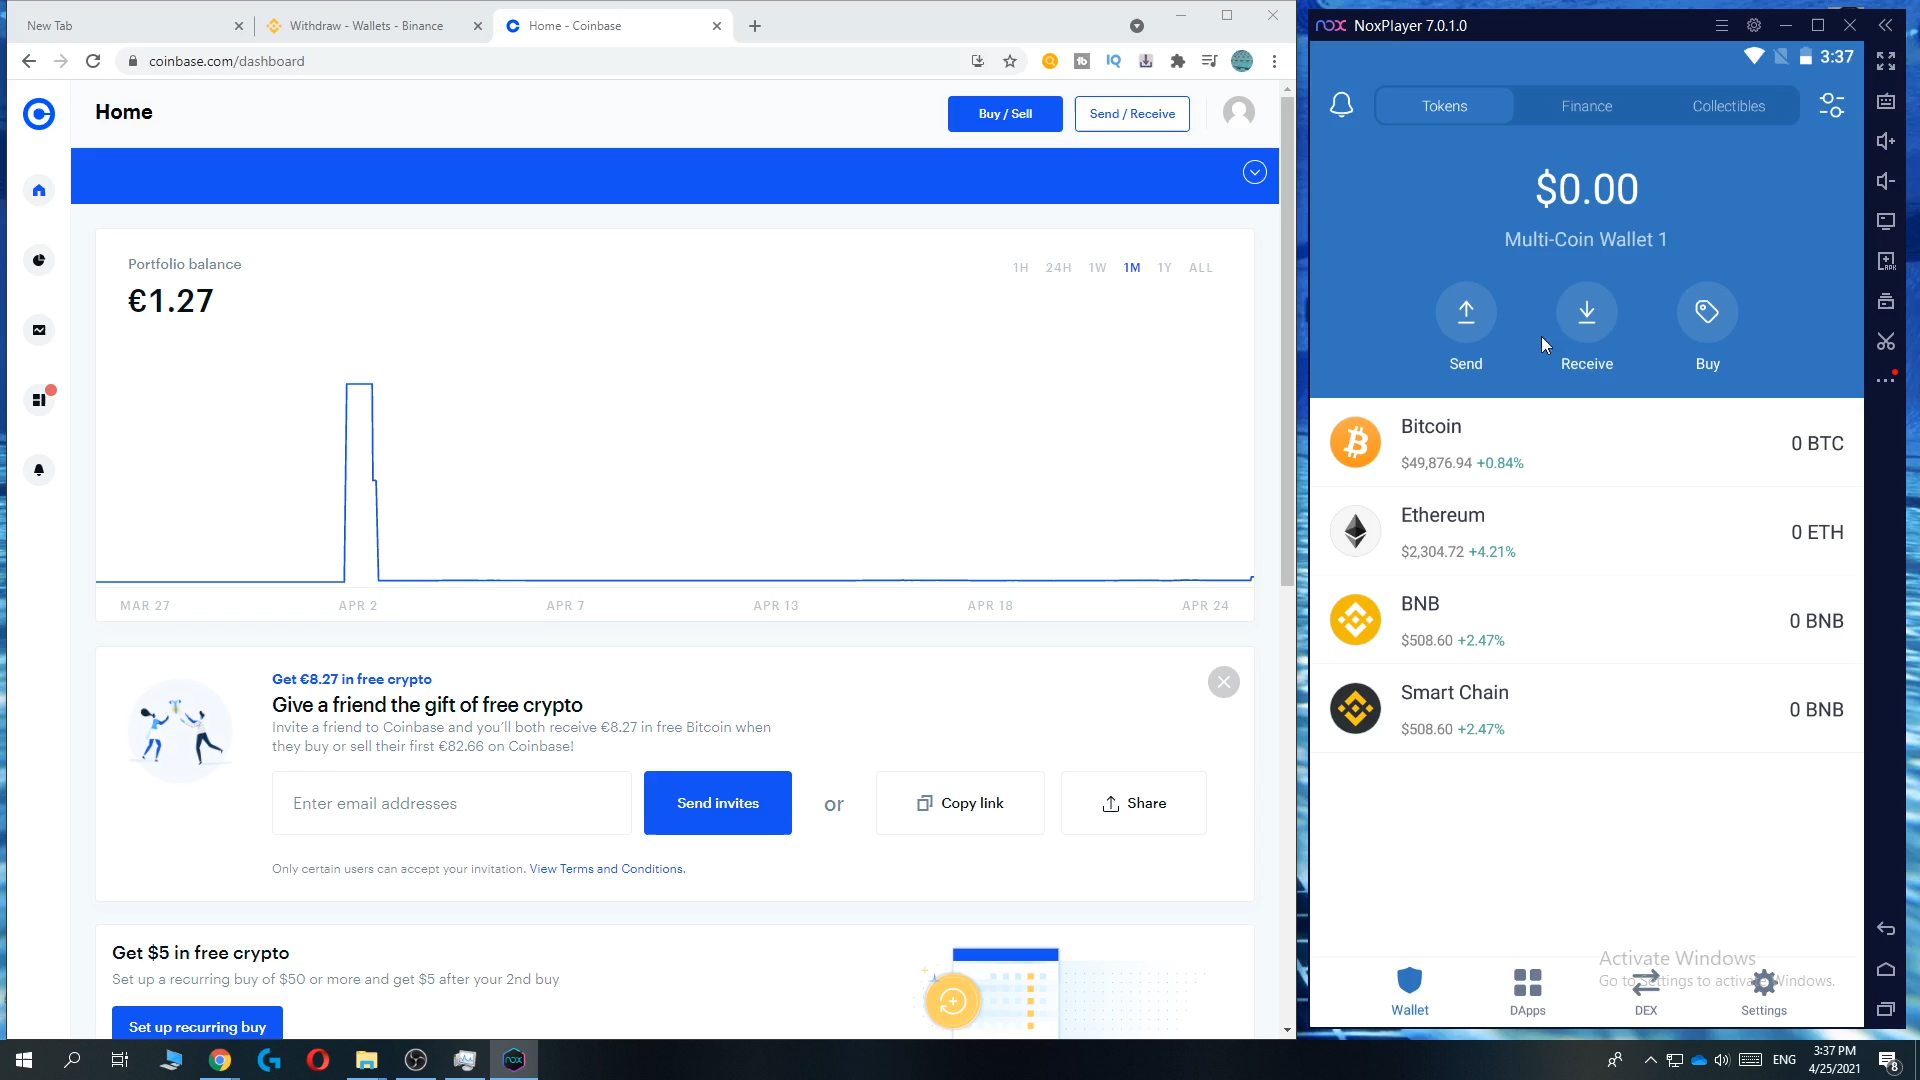 New Tab
Withdraw - Wallets - Binance
Home - Coinbase
coinbase.com/dashboard
Home
Buy / Sell
Send / Receive
Portfolio balance
€1.27
1H 24H 1W 1M 1Y ALL
MAR 27 APR 2 APR 7 APR 13 APR 18 APR 24
Get €8.27 in free crypto
Give a friend the gift of free crypto
Invite a friend to Coinbase and you'll both receive €8.27 in free Bitcoin when
they buy or sell their first €82.66 on Coinbase!
Enter email addresses
Send invites
or
Copy link
Share
Only certain users can accept your invitation. View Terms and Conditions.
Get $5 in free crypto
Set up a recurring buy of $50 or more and get $5 after your 2nd buy
Set up recurring buy
nox NoxPlayer 7.0.1.0
3:37
Tokens
Finance
Collectibles
$0.00
Multi-Coin Wallet 1
Send
Receive
Buy
Bitcoin
$49,876.94 +0.84%
0 BTC
Ethereum
$2,304.72 +4.21%
0 ETH
BNB
$508.60 +2.47%
0 BNB
Smart Chain
$508.60 +2.47%
0 BNB
Activate Windows
Go to Settings to activate Windows.
Wallet
DApps
DEX
Settings
ENG
3:37 PM
4/25/2021
8